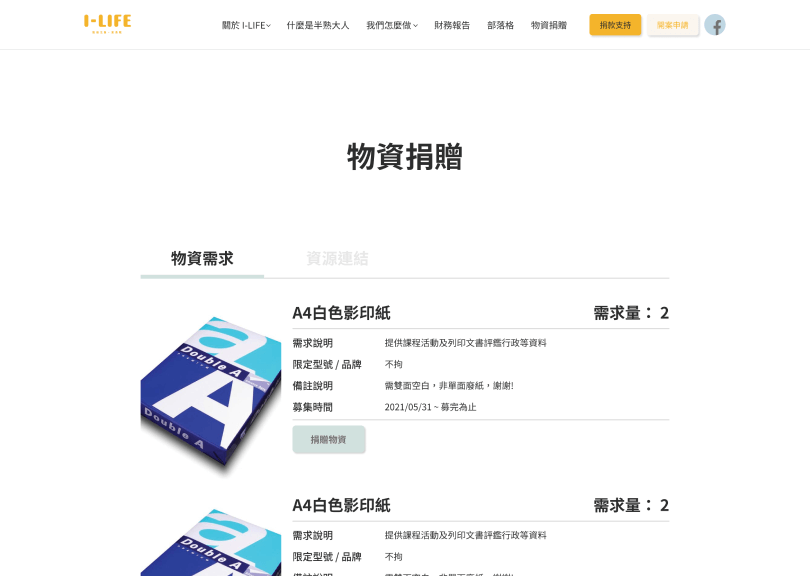 I-LIFE
關於 I-LIFE
什麼是半熟大人
我們怎麼做
財務報告
部落格
物資捐贈
捐款支持
開案申請
物資捐贈
物資需求
資源連結
A4白色影印紙
需求量： 2
需求說明 提供課程活動及列印文書評鑑行政等資料
限定型號 / 品牌 不拘
備註說明 需雙面空白，非單面廢紙，謝謝!
募集時間 2021/05/31 ~ 募完為止
捐贈物資
Double A
PREMIUM
A
Double A
A4白色影印紙
需求量： 2
需求說明 提供課程活動及列印文書評鑑行政等資料
限定型號 / 品牌 不拘
Double A